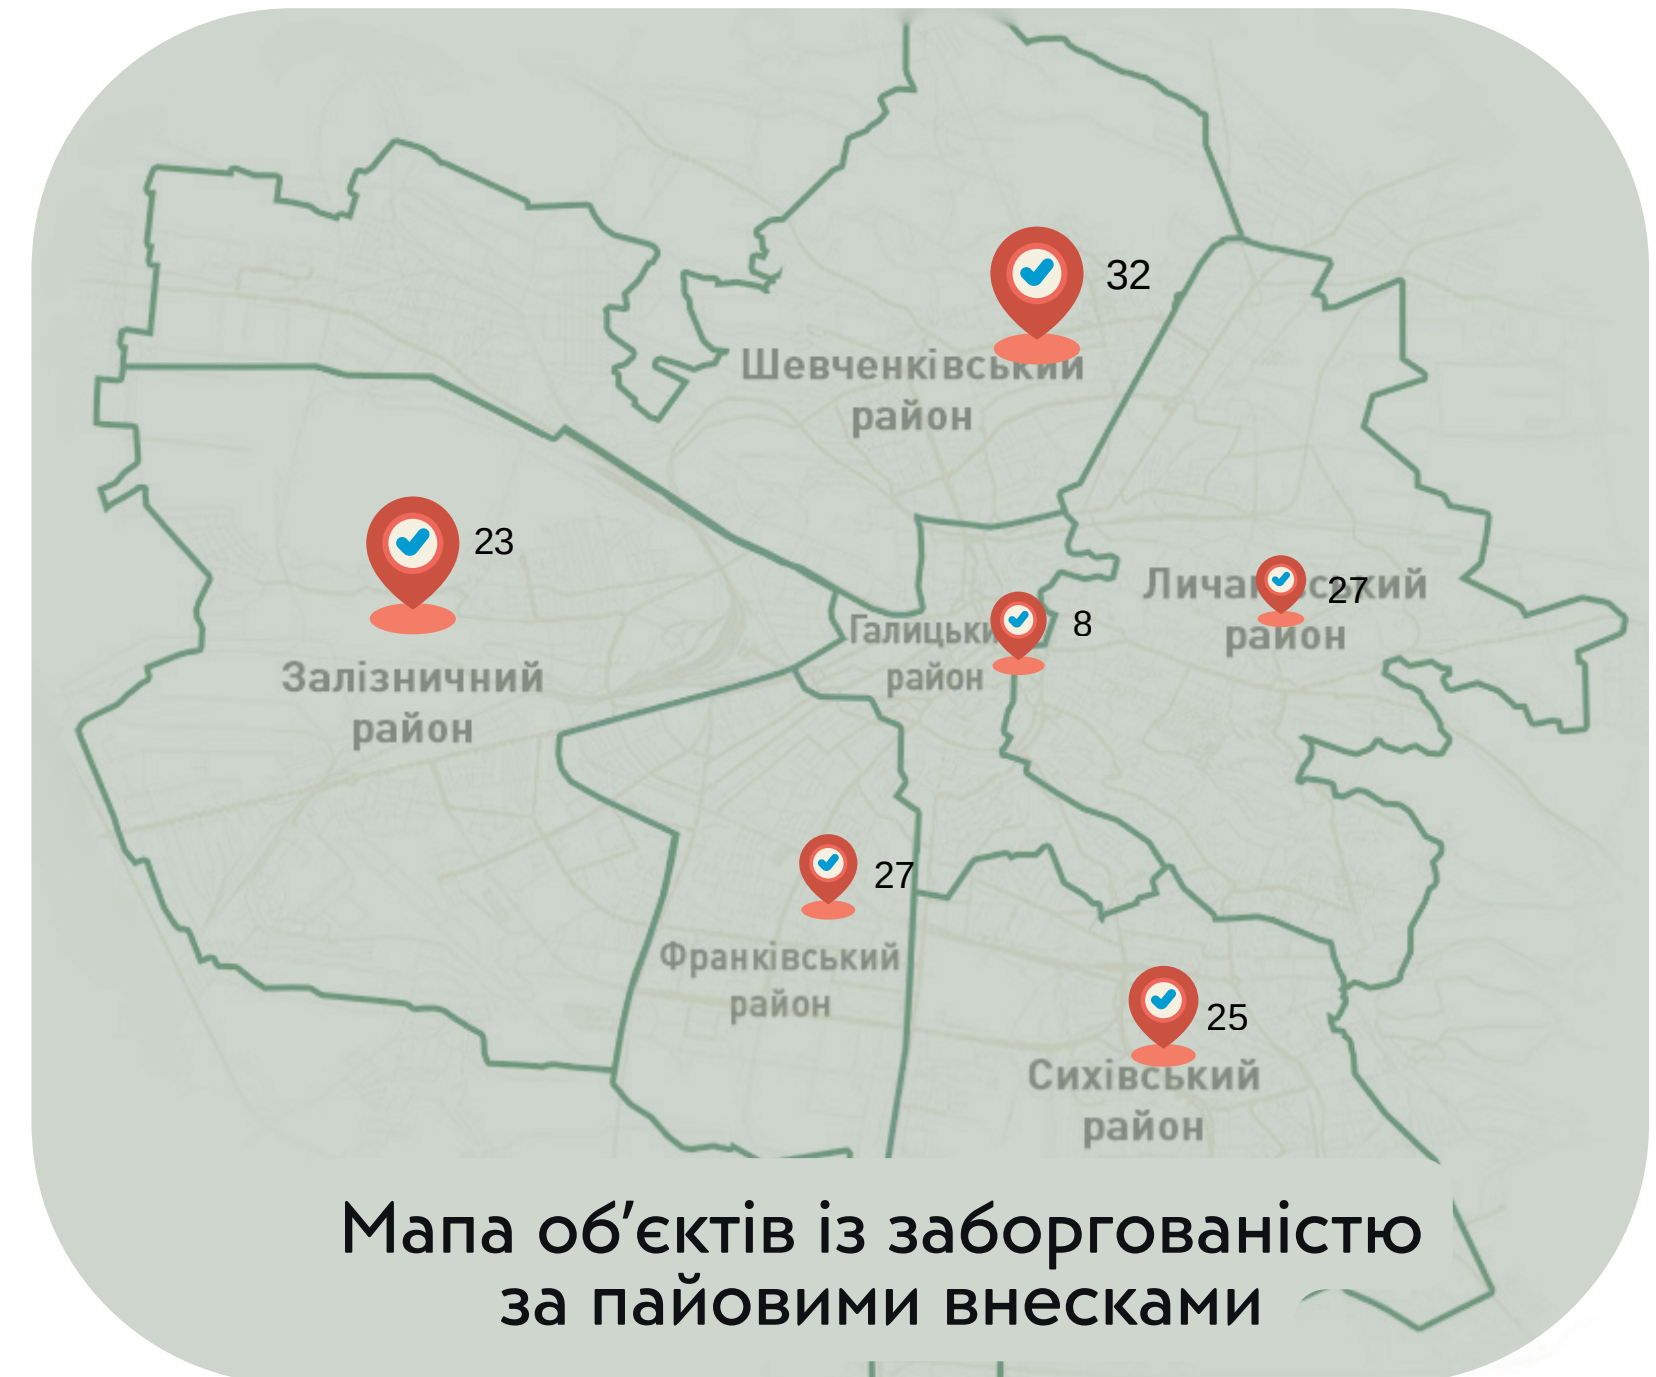 32
Шевченківський
район
23
Залізничний
район
27
Личаківський
район
8
Галицький
район
27
Франківський
район
25
Сихівський
район
Мапа об’єктів із заборгованістю
за пайовими внесками